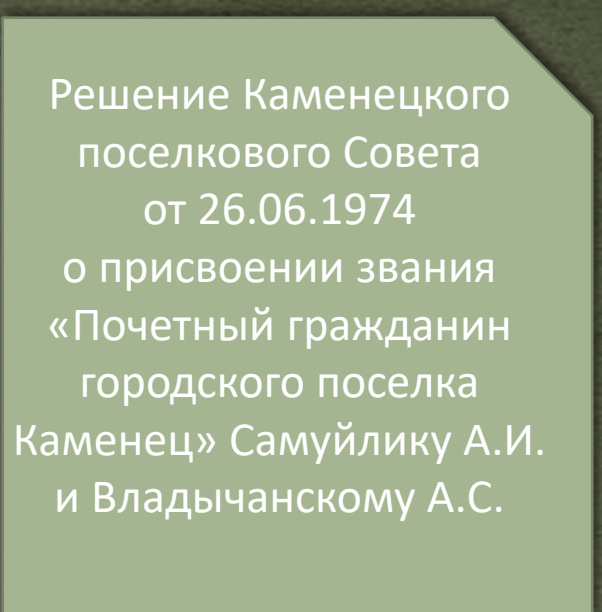 Решение Каменецкого
поселкового Совета
от 26.06.1974
о присвоении звания
«Почетный гражданин
городского поселка
Каменец» Самуйлику А.И.
и Владычанскому А.С.